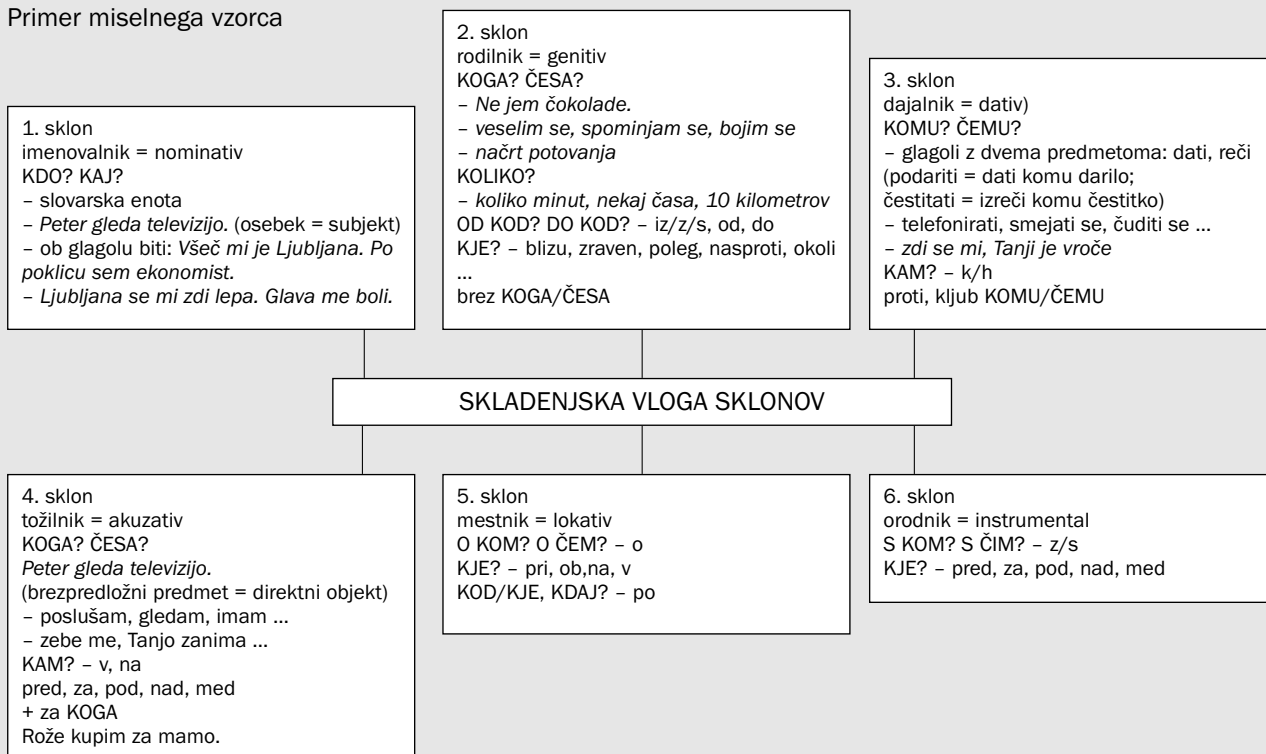 Primer miselnega vzorca
1. sklon
imenovalnik = nominativ
KDO? KAJ?
– slovarska enota
– Peter gleda televizijo. (osebek = subjekt)
– ob glagolu biti: Všeč mi je Ljubljana. Po
poklicu sem ekonomist.
– Ljubljana se mi zdi lepa. Glava me boli.
2. sklon
rodilnik = genitiv
KOGA? ČESA?
– Ne jem čokolade.
– veselim se, spominjam se, bojim se
– načrt potovanja
KOLIKO?
– koliko minut, nekaj časa, 10 kilometrov
OD KOD? DO KOD? – iz/z/s, od, do
KJE? – blizu, zraven, poleg, nasproti, okoli
...
brez KOGA/ČESA
3. sklon
dajalnik = dativ)
KOMU? ČEMU?
– glagoli z dvema predmetoma: dati, reči
(podariti = dati komu darilo;
čestitati = izreči komu čestitko)
– telefonirati, smejati se, čuditi se ...
– zdi se mi, Tanji je vroče
KAM? – k/h
proti, kljub KOMU/ČEMU
SKLADENJSKA VLOGA SKLONOV
4. sklon
tožilnik = akuzativ
KOGA? ČESA?
Peter gleda televizijo.
(brezpredložni predmet = direktni objekt)
– poslušam, gledam, imam ...
– zebe me, Tanjo zanima ...
KAM? – v, na
pred, za, pod, nad, med
+ za KOGA
Rože kupim za mamo.
5. sklon
mestnik = lokativ
O KOM? O ČEM? – o
KJE? – pri, ob,na, v
KOD/KJE, KDAJ? – po
6. sklon
orodnik = instrumental
S KOM? S ČIM? – z/s
KJE? – pred, za, pod, nad, med